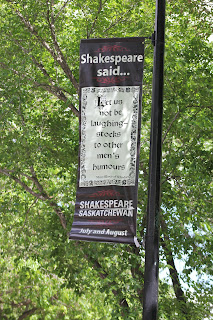 Shakespeare
said...
Let us
not be
laughing-
stocks
to other
men's
humours
SHAKESPEARE
SASKATCHEWAN
July and August